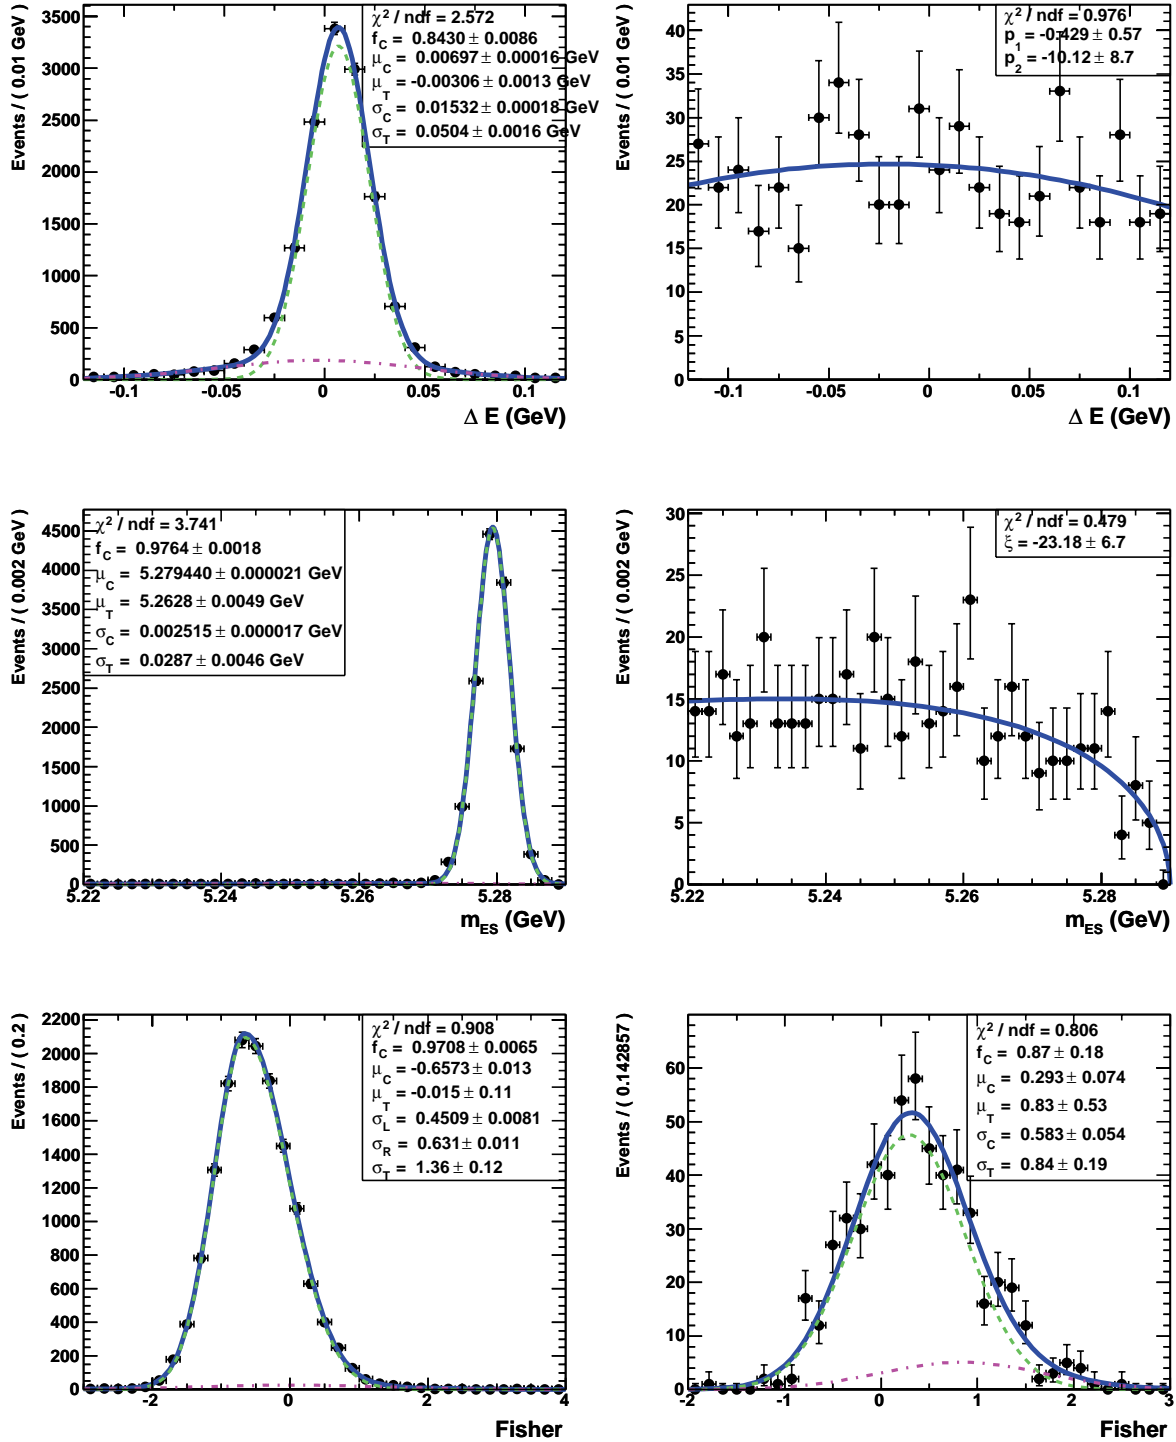 Events / ( 0.01 GeV )
3500
3000
2500
2000
1500
1000
500
0
χ² / ndf = 2.572
f_C = 0.8430 ± 0.0086
μ_C = 0.00697 ± 0.00016 GeV
μ_T = -0.00306 ± 0.0013 GeV
σ_C = 0.01532 ± 0.00018 GeV
σ_T = 0.0504 ± 0.0016 GeV
-0.1 -0.05 0 0.05 0.1
Δ E (GeV)
Events / ( 0.01 GeV )
40
35
30
25
20
15
10
5
0
χ² / ndf = 0.976
p_1 = -0.429 ± 0.57
p_2 = -10.12 ± 8.7
-0.1 -0.05 0 0.05 0.1
Δ E (GeV)
Events / ( 0.002 GeV )
4500
4000
3500
3000
2500
2000
1500
1000
500
0
χ² / ndf = 3.741
f_C = 0.9764 ± 0.0018
μ_C = 5.279440 ± 0.000021 GeV
μ_T = 5.2628 ± 0.0049 GeV
σ_C = 0.002515 ± 0.000017 GeV
σ_T = 0.0287 ± 0.0046 GeV
5.22 5.24 5.26 5.28
m_ES (GeV)
Events / ( 0.002 GeV )
30
25
20
15
10
5
0
χ² / ndf = 0.479
ξ = -23.18 ± 6.7
5.22 5.24 5.26 5.28
m_ES (GeV)
Events / ( 0.2 )
2200
2000
1800
1600
1400
1200
1000
800
600
400
200
0
χ² / ndf = 0.908
f_C = 0.9708 ± 0.0065
μ_C = -0.6573 ± 0.013
μ_T = -0.015 ± 0.11
σ_L = 0.4509 ± 0.0081
σ_R = 0.631 ± 0.011
σ_T = 1.36 ± 0.12
-2 0 2 4
Fisher
Events / ( 0.142857 )
60
50
40
30
20
10
0
χ² / ndf = 0.806
f_C = 0.87 ± 0.18
μ_C = 0.293 ± 0.074
μ_T = 0.83 ± 0.53
σ_C = 0.583 ± 0.054
σ_T = 0.84 ± 0.19
-2 -1 0 1 2 3
Fisher